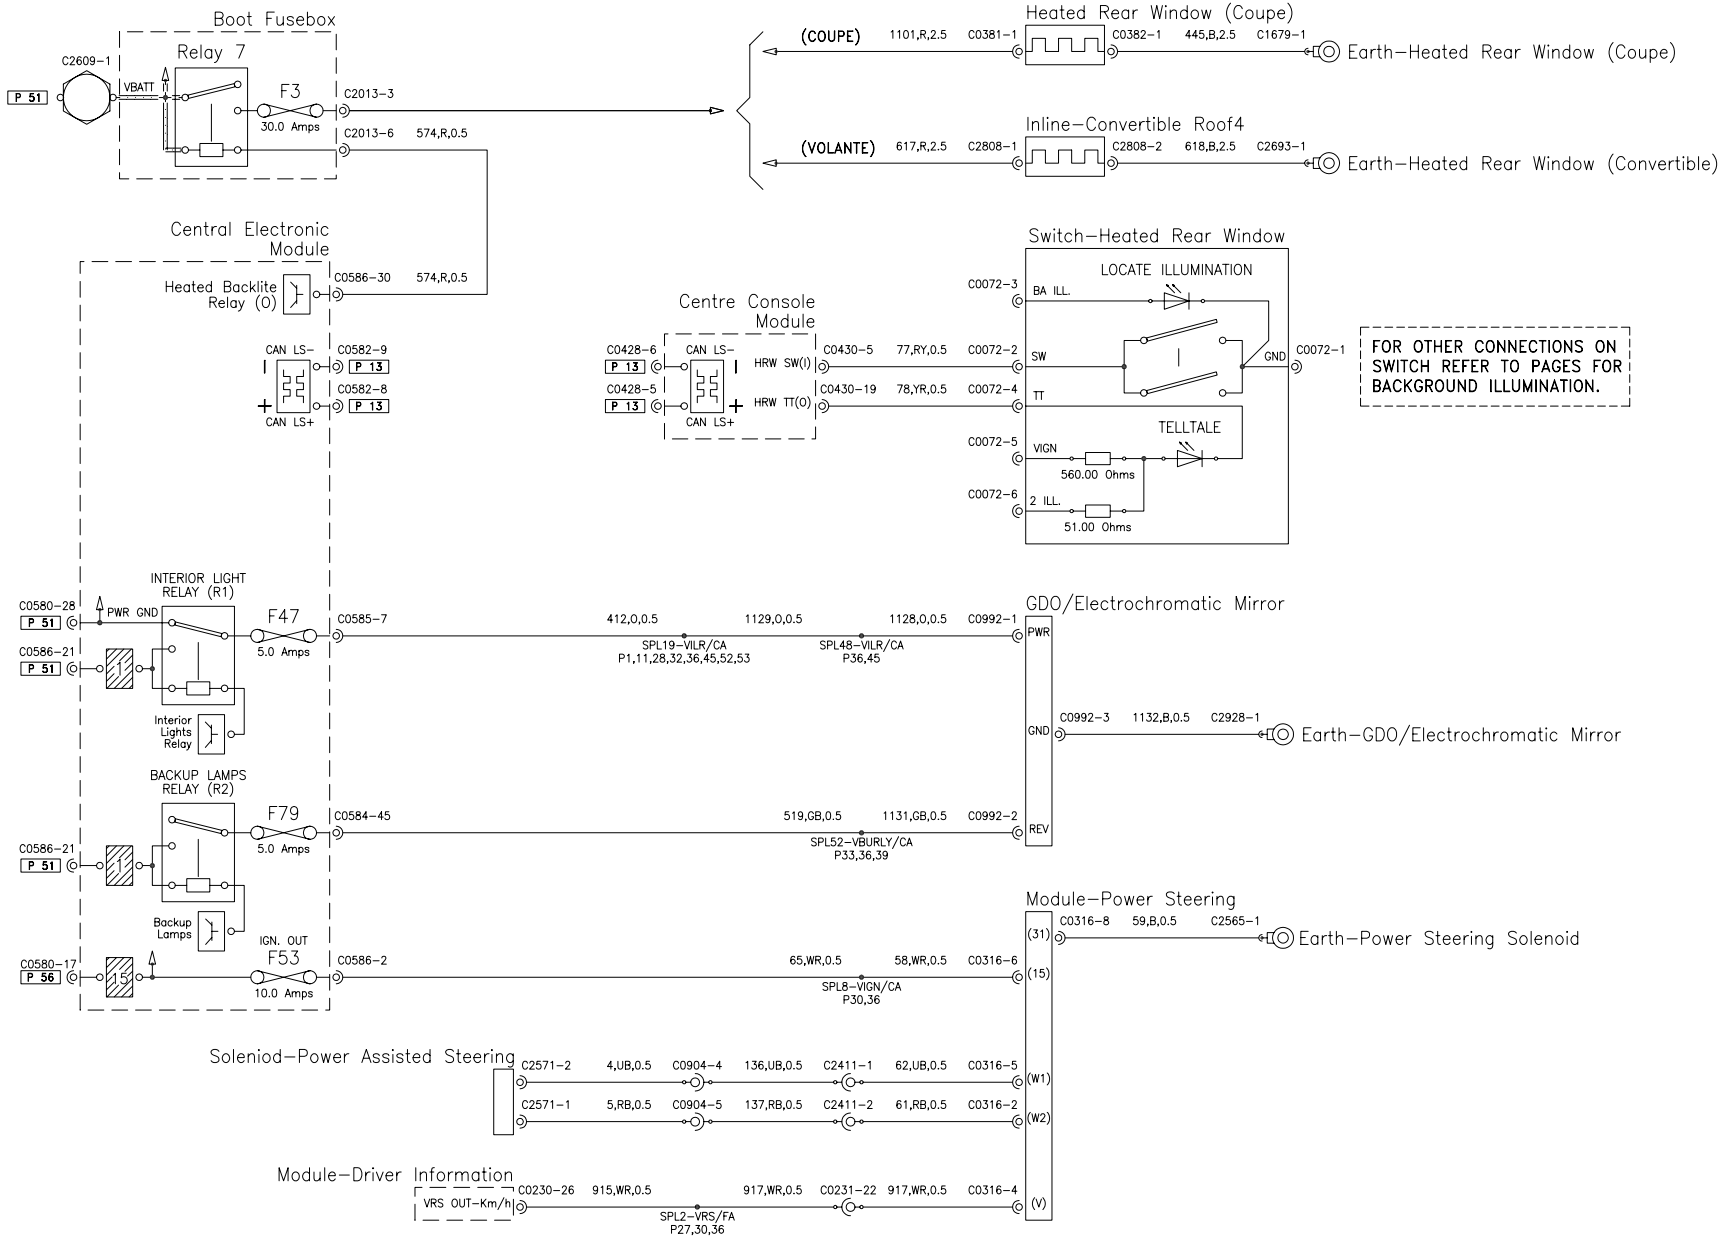 Boot Fusebox
Relay 7
C2609-1
P 51
VBATT
F3
30.0 Amps
C2013-3
C2013-6 574,R,0.5
(COUPE) 1101,R,2.5 C0381-1
Heated Rear Window (Coupe)
C0382-1 445,B,2.5 C1679-1
Earth-Heated Rear Window (Coupe)
Inline-Convertible Roof4
(VOLANTE) 617,R,2.5 C2808-1
C2808-2 618,B,2.5 C2693-1
Earth-Heated Rear Window (Convertible)
Central Electronic
Module
Heated Backlite
Relay (O)
C0586-30 574,R,0.5
CAN LS-
C0582-9
P 13
C0582-8
P 13
+
CAN LS+
Centre Console
Module
C0428-6
P 13
C0428-5
P 13
CAN LS-
+
CAN LS+
HRW SW(I)
HRW TT(O)
C0430-5 77,RY,0.5 C0072-2
C0430-19 78,YR,0.5 C0072-4
Switch-Heated Rear Window
LOCATE ILLUMINATION
C0072-3
BA ILL.
SW
GND
C0072-1
TT
TELLTALE
C0072-5
VIGN
560.00 Ohms
C0072-6
2 ILL.
51.00 Ohms
FOR OTHER CONNECTIONS ON
SWITCH REFER TO PAGES FOR
BACKGROUND ILLUMINATION.
INTERIOR LIGHT
RELAY (R1)
C0580-28
P 51
PWR GND
F47
5.0 Amps
C0585-7
C0586-21
P 51
1
Interior
Lights
Relay
412,O,0.5 1129,O,0.5 1128,O,0.5 C0992-1
SPL19-VILR/CA
P1,11,28,32,36,45,52,53
SPL48-VILR/CA
P36,45
GDO/Electrochromatic Mirror
PWR
GND
C0992-3 1132,B,0.5 C2928-1
Earth-GDO/Electrochromatic Mirror
BACKUP LAMPS
RELAY (R2)
F79
5.0 Amps
C0584-45
C0586-21
P 51
1
Backup
Lamps
519,GB,0.5 1131,GB,0.5 C0992-2
SPL52-VBURLY/CA
P33,36,39
REV
Module-Power Steering
(31)
C0316-8 59,B,0.5 C2565-1
Earth-Power Steering Solenoid
IGN. OUT
F53
10.0 Amps
C0580-17
P 56
15
C0586-2
65,WR,0.5 58,WR,0.5 C0316-6
(15)
SPL8-VIGN/CA
P30,36
Soleniod-Power Assisted Steering
C2571-2 4,UB,0.5 C0904-4 136,UB,0.5 C2411-1 62,UB,0.5 C0316-5
(W1)
C2571-1 5,RB,0.5 C0904-5 137,RB,0.5 C2411-2 61,RB,0.5 C0316-2
(W2)
Module-Driver Information
VRS OUT-Km/h
C0230-26 915,WR,0.5 917,WR,0.5 C0231-22 917,WR,0.5 C0316-4
(V)
SPL2-VRS/FA
P27,30,36